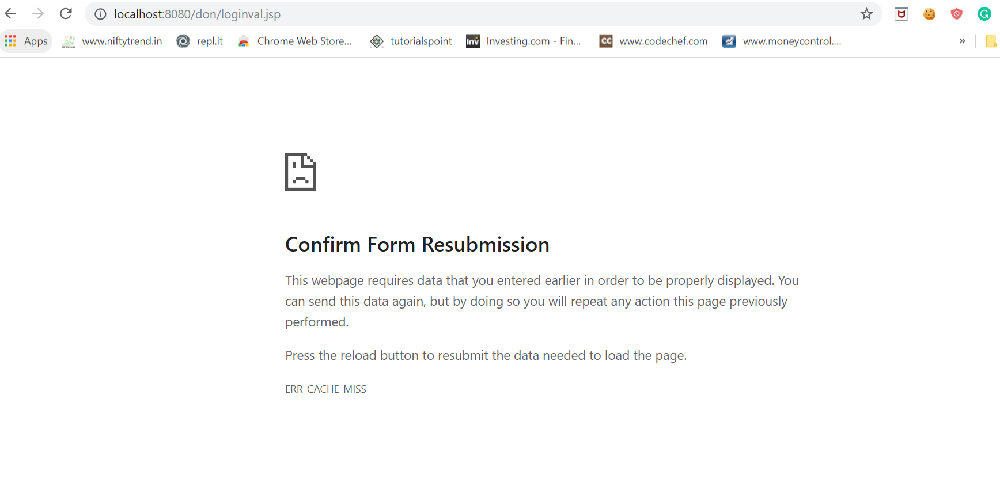 localhost:8080/don/loginval.jsp
Apps www.niftytrend.in repl.it Chrome Web Store... tutorialspoint Inv Investing.com - Fin... CC www.codechef.com www.moneycontrol.... »
Confirm Form Resubmission
This webpage requires data that you entered earlier in order to be properly displayed. You
can send this data again, but by doing so you will repeat any action this page previously
performed.
Press the reload button to resubmit the data needed to load the page.
ERR_CACHE_MISS